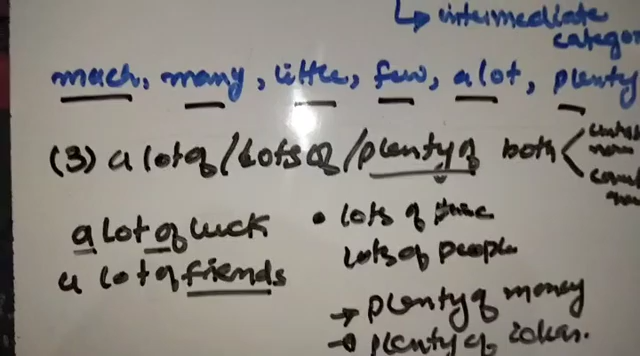 ↳ intermediate
categor
much, many, little, few, a lot, plenty
(3) a lot of / Lots of / plenty of both <
a lot of luck
a lot of friends
• lots of time
lots of people
→ plenty of money
→ plenty of ideas.